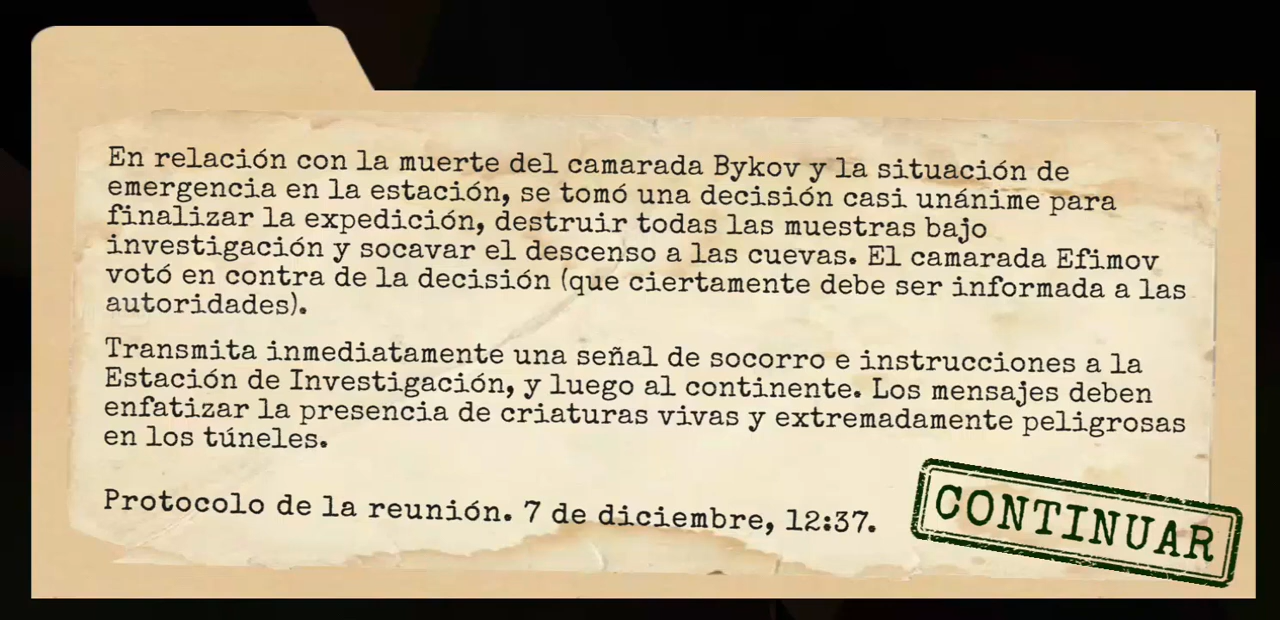 En relación con la muerte del camarada Bykov y la situación de
emergencia en la estación, se tomó una decisión casi unánime para
finalizar la expedición, destruir todas las muestras bajo
investigación y socavar el descenso a las cuevas. El camarada Efimov
votó en contra de la decisión (que ciertamente debe ser informada a las
autoridades).
Transmita inmediatamente una señal de socorro e instrucciones a la
Estación de Investigación, y luego al continente. Los mensajes deben
enfatizar la presencia de criaturas vivas y extremadamente peligrosas
en los túneles.
Protocolo de la reunión. 7 de diciembre, 12:37.
CONTINUAR